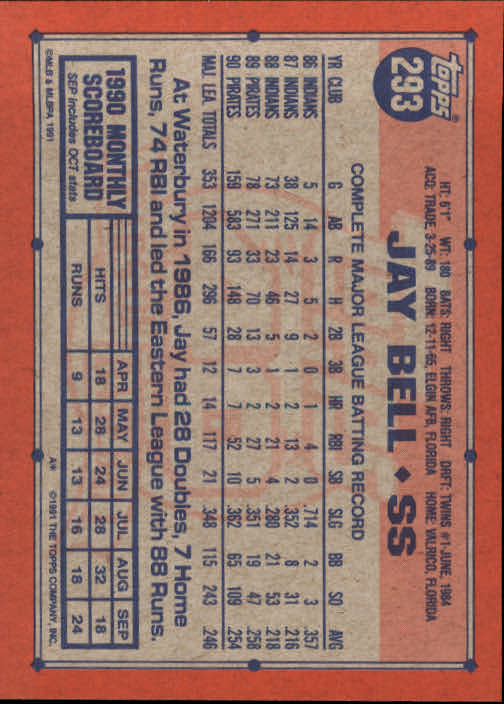 TOPPS®
293
JAY BELL ◆ SS
HT: 6'1" WT: 180 BATS: RIGHT THROWS: RIGHT DRAFT: TWINS #1-JUNE, 1984
ACQ: TRADE, 3-25-89 BORN: 12-11-65, ELGIN AFB, FLORIDA HOME: VALRICO, FLORIDA
COMPLETE MAJOR LEAGUE BATTING RECORD
YR CLUB G AB R H 2B 3B HR RBI SB SLG BB SO AVG
86 INDIANS 5 14 3 5 2 0 1 4 0 .714 2 3 .357
87 INDIANS 38 125 14 27 9 1 2 13 2 .352 8 31 .216
88 INDIANS 73 211 23 46 5 1 2 21 4 .280 21 53 .218
89 PIRATES 78 271 33 70 13 3 2 27 5 .351 19 47 .258
90 PIRATES 159 583 93 148 28 7 7 52 10 .362 65 109 .254
MAJ. LEA. TOTALS 353 1204 166 296 57 12 14 117 21 .348 115 243 .246
At Waterbury in 1986, Jay had 28 Doubles, 7 Home
Runs, 74 RBI and led the Eastern League with 88 Runs.
1990 MONTHLY
SCOREBOARD
SEP includes OCT stats
APR MAY JUN JUL AUG SEP
HITS 18 28 24 28 32 18
RUNS 9 13 13 16 18 24
©MLB & MLBPA 1991 A* ©1991 THE TOPPS COMPANY, INC.